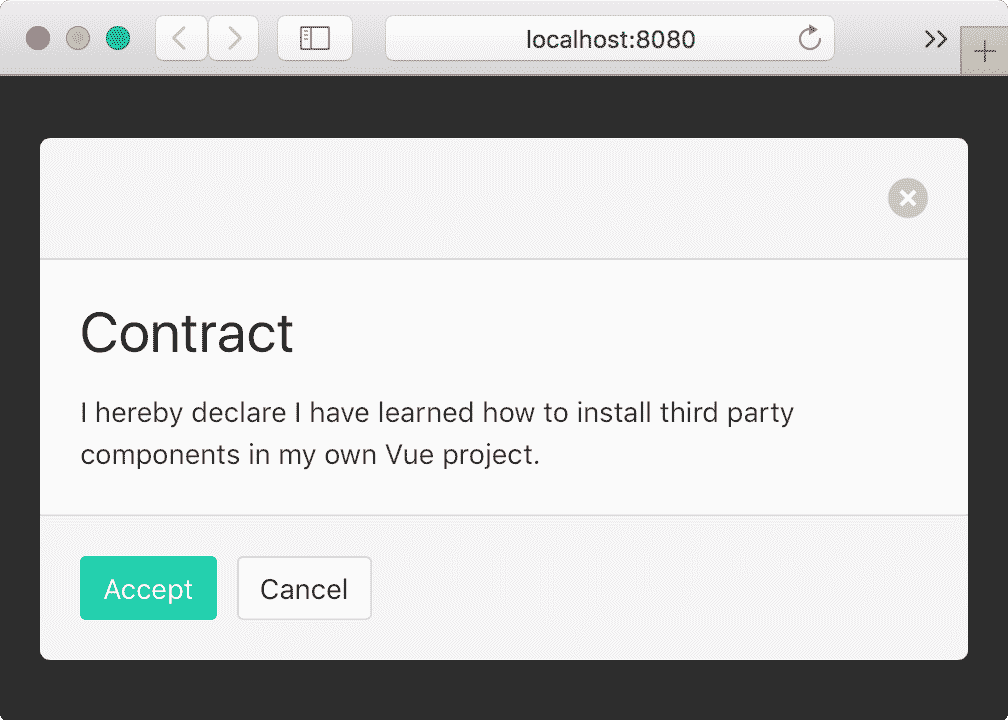 localhost:8080
Contract
I hereby declare I have learned how to install third party
components in my own Vue project.
Accept
Cancel